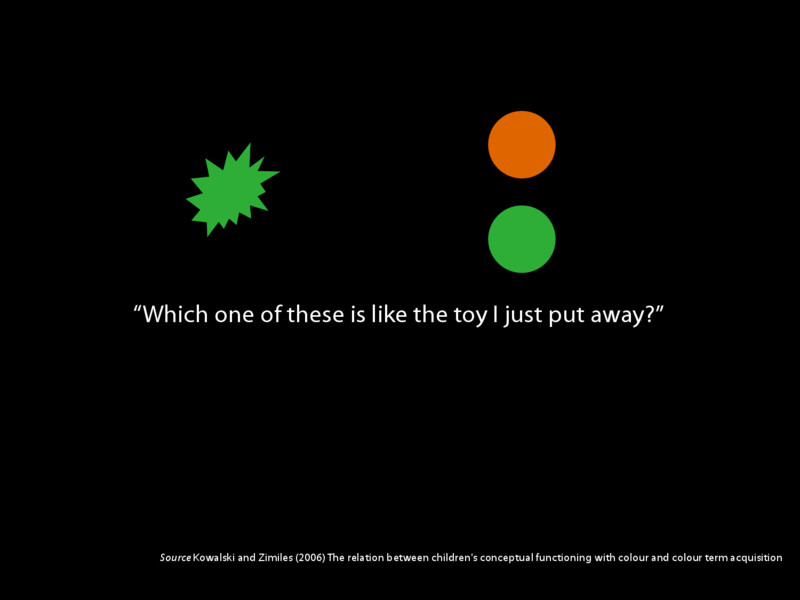 “Which one of these is like the toy I just put away?”
Source Kowalski and Zimiles (2006) The relation between children's conceptual functioning with colour and colour term acquisition